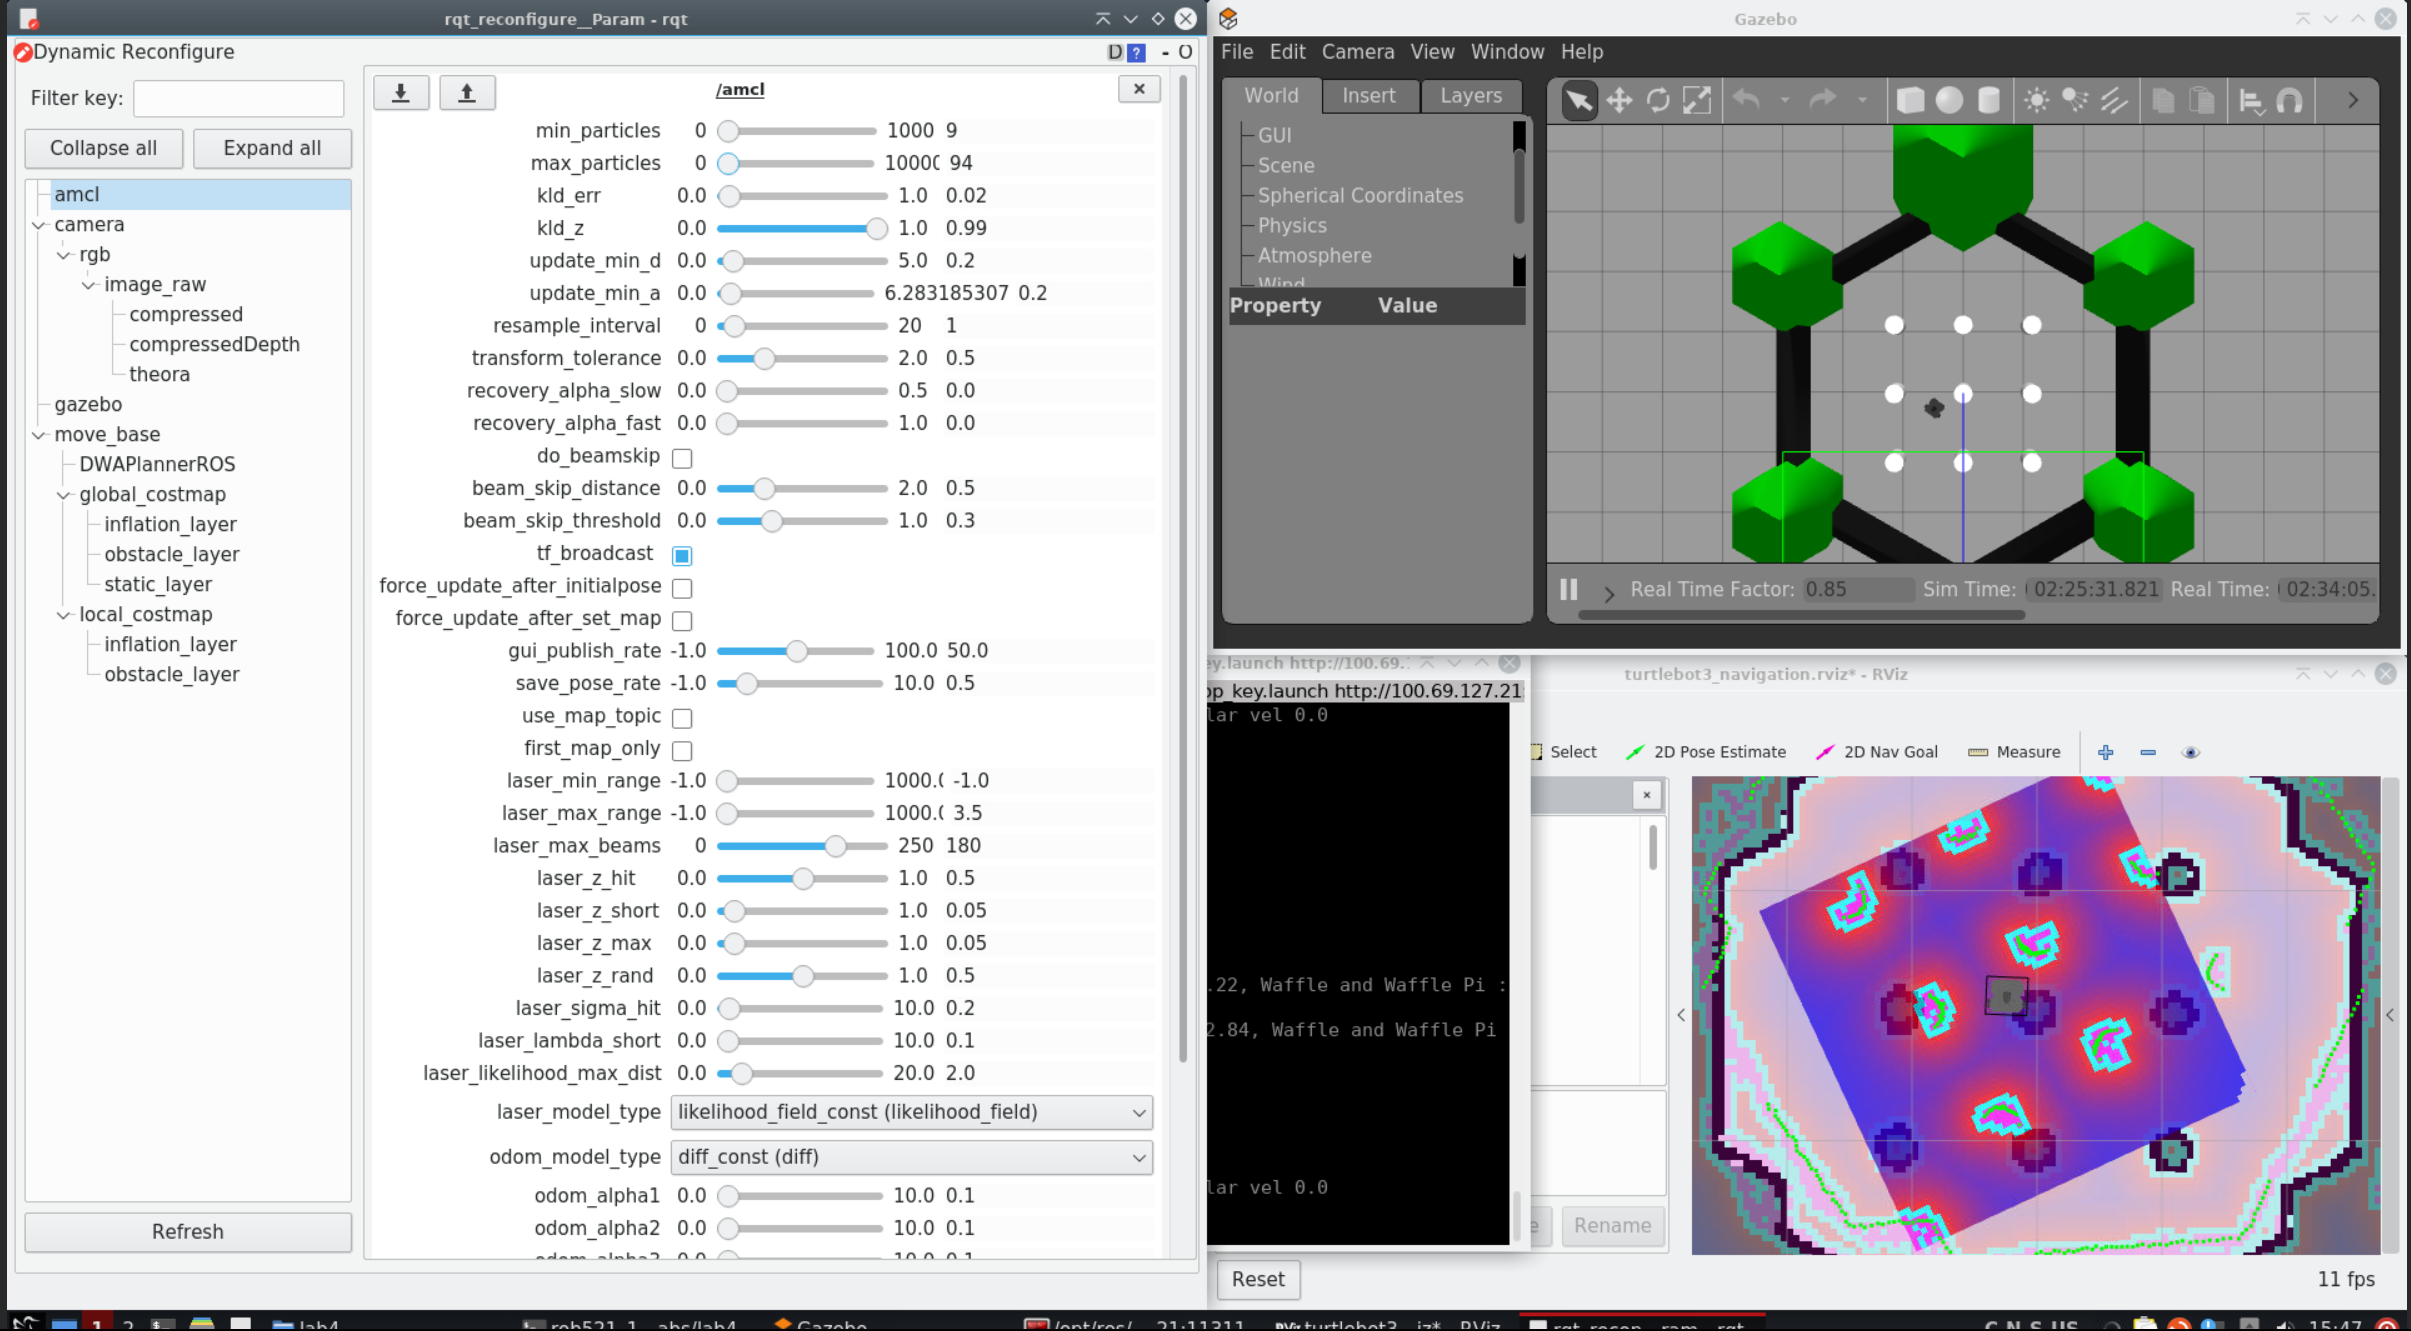 rqt_reconfigure__Param - rqt
Dynamic Reconfigure
D ? - O
Filter key:
Collapse all
Expand all
amcl
camera
rgb
image_raw
compressed
compressedDepth
theora
gazebo
move_base
DWAPlannerROS
global_costmap
inflation_layer
obstacle_layer
static_layer
local_costmap
inflation_layer
obstacle_layer
Refresh
/amcl
min_particles 0 1000 9
max_particles 0 1000 94
kld_err 0.0 1.0 0.02
kld_z 0.0 1.0 0.99
update_min_d 0.0 5.0 0.2
update_min_a 0.0 6.283185307 0.2
resample_interval 0 20 1
transform_tolerance 0.0 2.0 0.5
recovery_alpha_slow 0.0 0.5 0.0
recovery_alpha_fast 0.0 1.0 0.0
do_beamskip
beam_skip_distance 0.0 2.0 0.5
beam_skip_threshold 0.0 1.0 0.3
tf_broadcast
force_update_after_initialpose
force_update_after_set_map
gui_publish_rate -1.0 100.0 50.0
save_pose_rate -1.0 10.0 0.5
use_map_topic
first_map_only
laser_min_range -1.0 1000. -1.0
laser_max_range -1.0 1000. 3.5
laser_max_beams 0 250 180
laser_z_hit 0.0 1.0 0.5
laser_z_short 0.0 1.0 0.05
laser_z_max 0.0 1.0 0.05
laser_z_rand 0.0 1.0 0.5
laser_sigma_hit 0.0 10.0 0.2
laser_lambda_short 0.0 10.0 0.1
laser_likelihood_max_dist 0.0 20.0 2.0
laser_model_type likelihood_field_const (likelihood_field)
odom_model_type diff_const (diff)
odom_alpha1 0.0 10.0 0.1
odom_alpha2 0.0 10.0 0.1
odom_alpha3 0.0 10.0 0.1
Gazebo
File Edit Camera View Window Help
World Insert Layers
GUI
Scene
Spherical Coordinates
Physics
Atmosphere
Wind
Property Value
Real Time Factor: 0.85 Sim Time: 02:25:31.821 Real Time: 02:34:05.
ey.launch http://100.69.
op_key.launch http://100.69.127.21
lar vel 0.0
.22, Waffle and Waffle Pi :
2.84, Waffle and Waffle Pi
lar vel 0.0
turtlebot3_navigation.rviz* - RViz
Select 2D Pose Estimate 2D Nav Goal Measure
Rename
Reset
11 fps
1 2 lab4
Gazebo
15:47